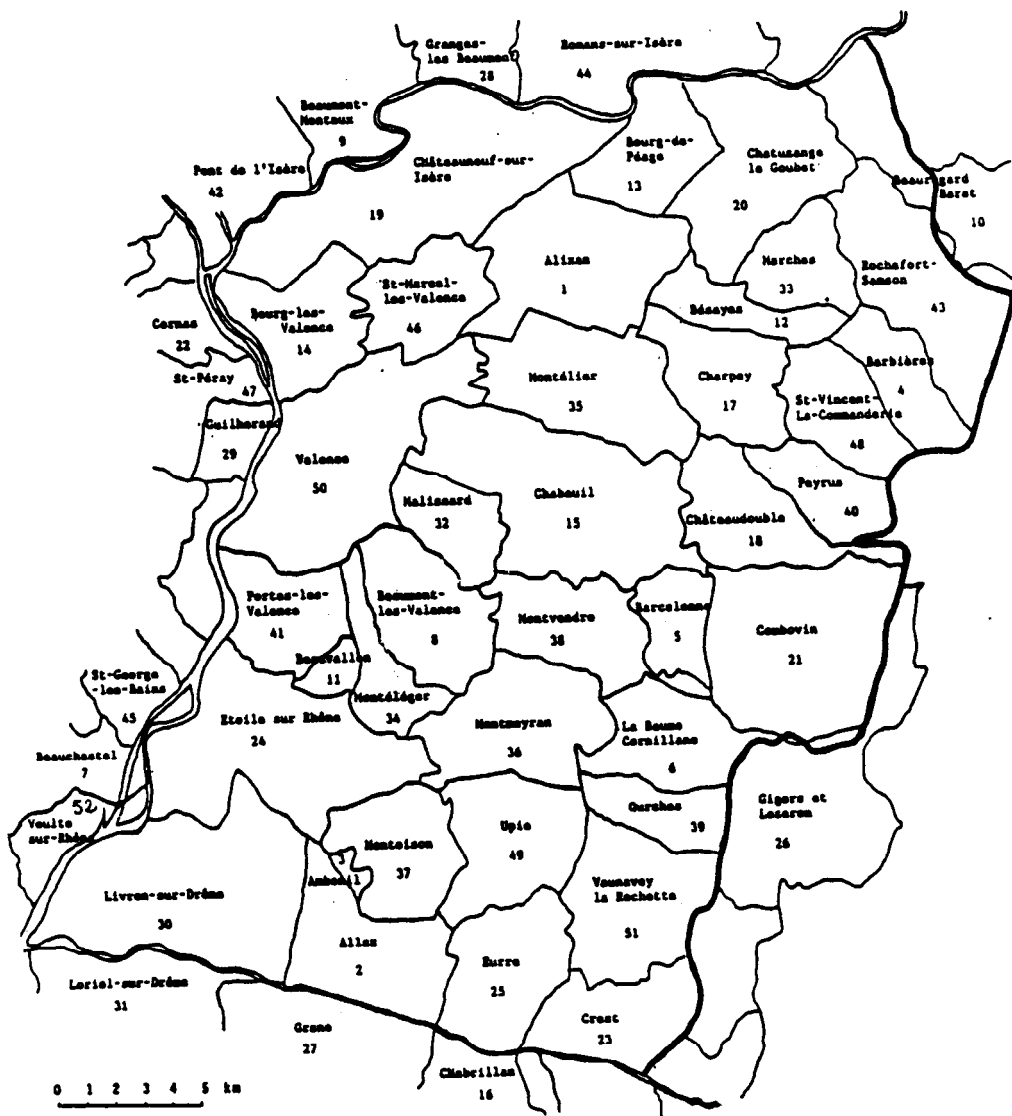 Granges-
les Beaumont
28
Romans-sur-Isère
44
Beaumont-
Monteux
9
Châteauneuf-sur-
Isère
19
Bourg-de-
Péage
13
Chatuzange
le Goubet
20
Pont de l'Isère
42
Beauregard
Baret
10
Alixan
1
Marches
33
Rochefort-
Samson
43
St-Marcel-
les-Valence
46
Bésayes
12
Bourg-les-
Valence
14
Cornas
22
St-Péray
47
Barbières
4
Montélier
35
Charpey
17
St-Vincent-
La-Commanderie
48
Guilherand
29
Valence
50
Malissard
32
Chabeuil
15
Peyrus
40
Châteaudouble
18
Portes-les-
Valence
41
Beaumont-
les-Valence
8
Montvendre
38
Barcelonne
5
Combovin
21
Beauvallon
11
Montéléger
34
St-George
-les-Bains
45
Etoile sur Rhône
24
Montmeyran
36
La Baume
Cornillane
6
Beauchastel
7
52
Voulte
sur-Rhône
Ourches
39
Gigors et
Lozeron
26
Montoison
37
Upie
49
3
Ambonil
Livron-sur-Drôme
30
Vaunavey
la Rochette
51
Allex
2
Eurre
25
Loriol-sur-Drôme
31
Crest
23
Grane
27
Chabrillan
16
0 1 2 3 4 5 km